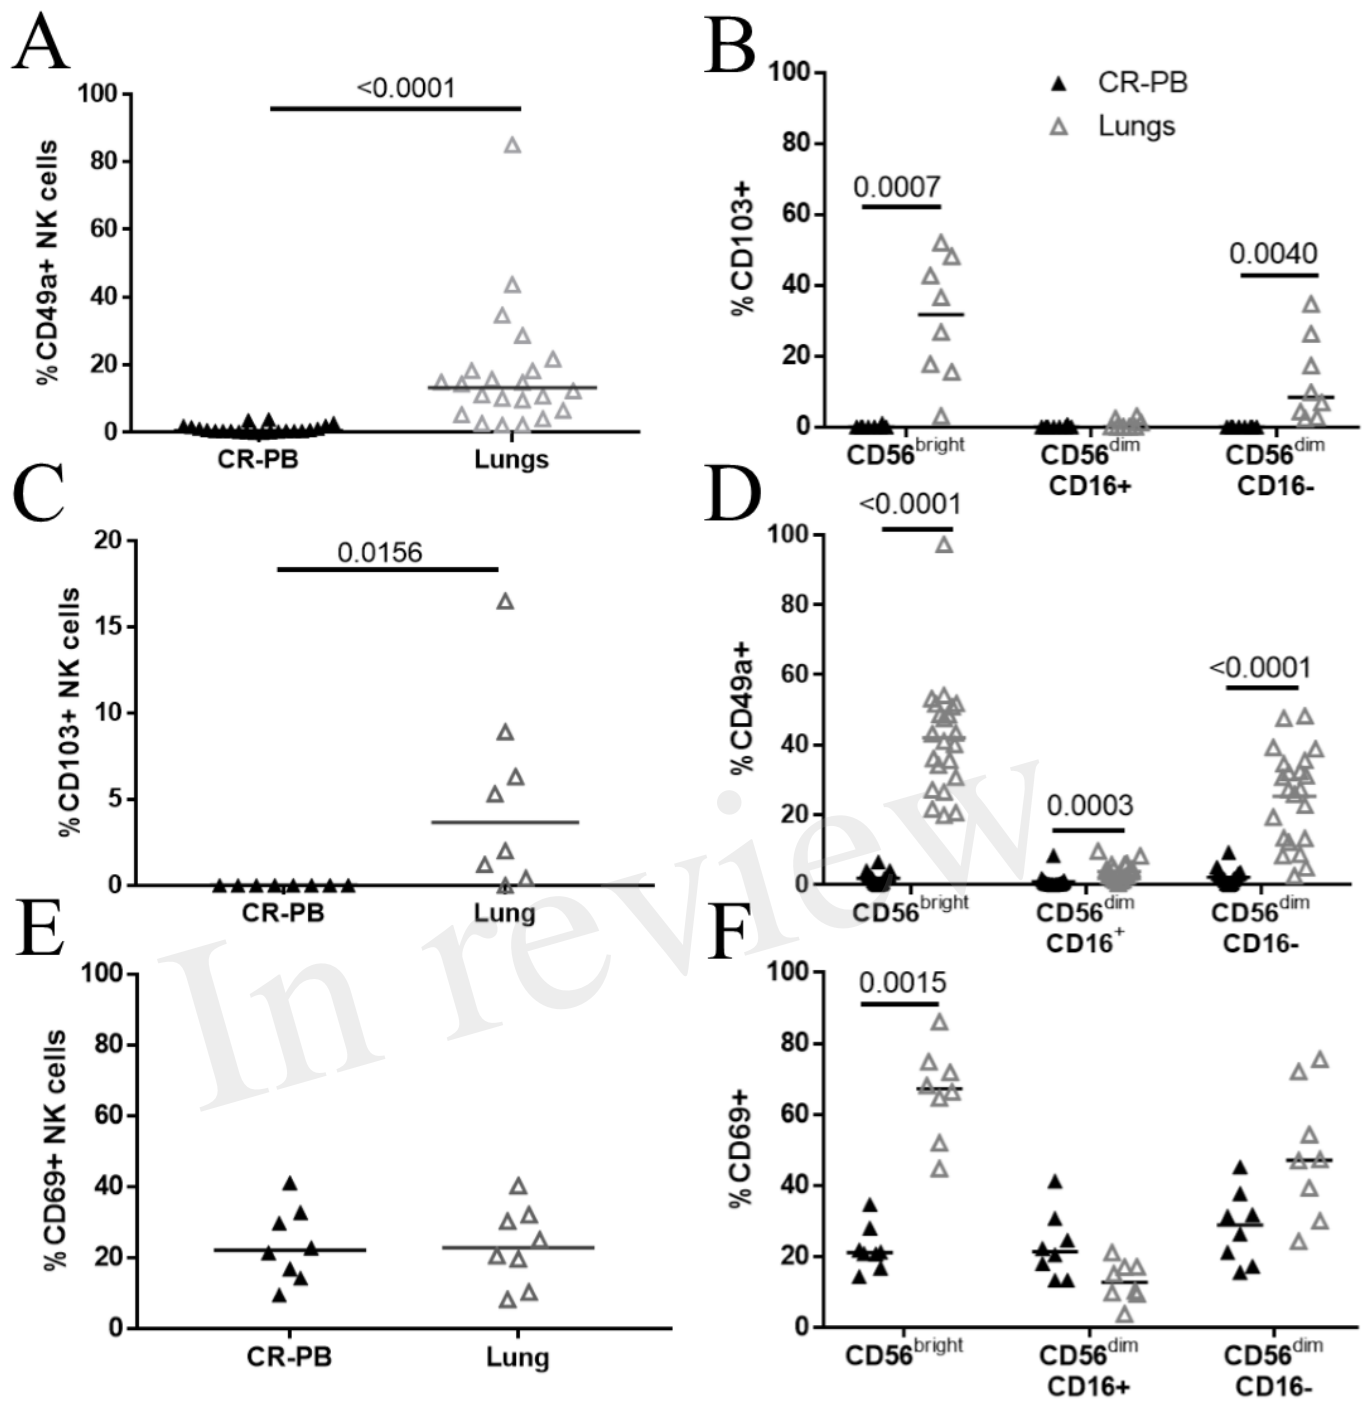 A
<0.0001
100
80
60
40
20
0
% CD49a+ NK cells
CR-PB
Lungs
B
CR-PB
Lungs
100
80
60
40
20
0
% CD103+
0.0007
0.0040
CD56bright
CD56dim
CD16+
CD56dim
CD16-
C
0.0156
20
15
10
5
0
% CD103+ NK cells
CR-PB
Lung
D
<0.0001
0.0003
<0.0001
100
80
60
40
20
0
% CD49a+
CD56bright
CD56dim
CD16+
CD56dim
CD16-
E
100
80
60
40
20
0
% CD69+ NK cells
CR-PB
Lung
F
0.0015
100
80
60
40
20
0
% CD69+
CD56bright
CD56dim
CD16+
CD56dim
CD16-
In review